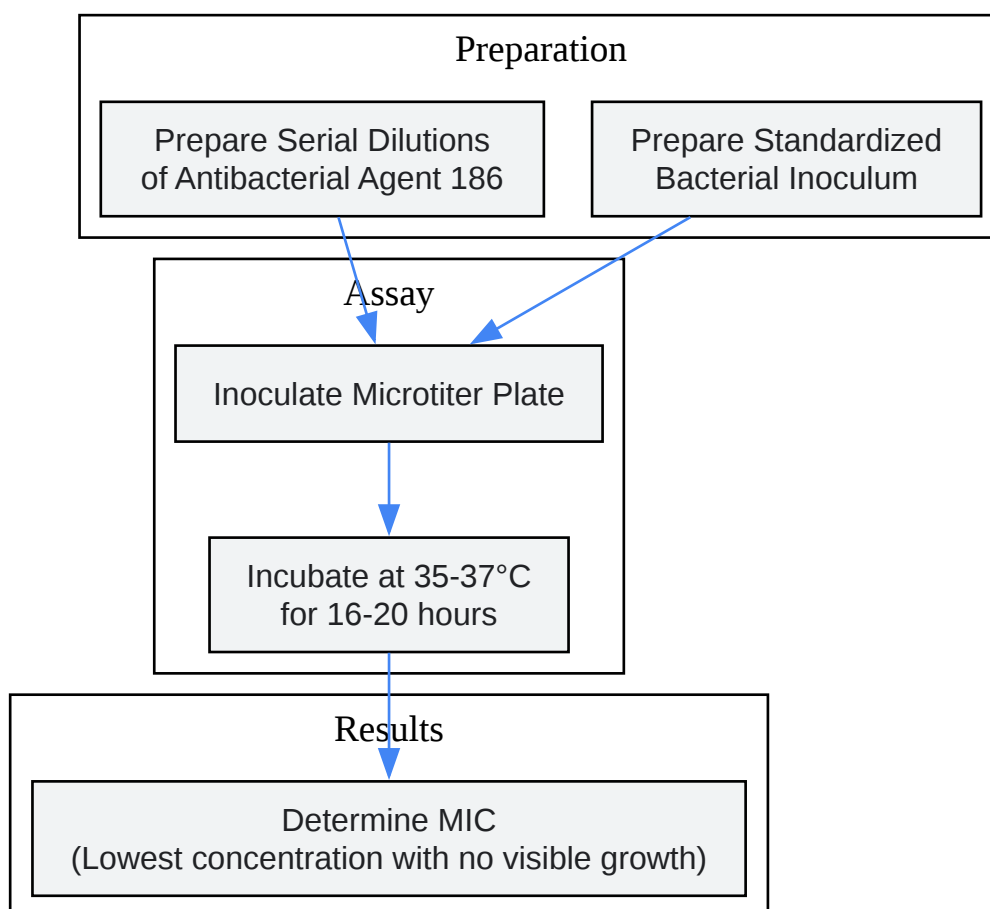 Preparation
Prepare Serial Dilutions
of Antibacterial Agent 186
Prepare Standardized
Bacterial Inoculum
Assay
Inoculate Microtiter Plate
Incubate at 35-37°C
for 16-20 hours
Results
Determine MIC
(Lowest concentration with no visible growth)